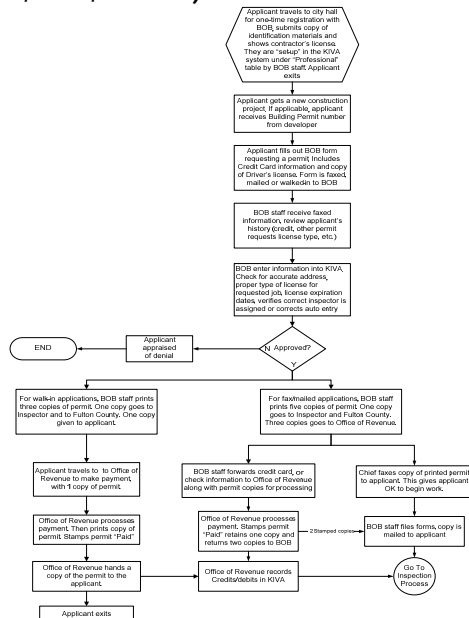 Applicant travels to city hall
for one-time registration with
BOB, submits copy of
identification materials and
shows contractor's license.
They are "set-up" in the KIVA
system under "Professional"
table by BOB staff. Applicant
exits
Applicant gets a new construction
project, If applicable, applicant
receives Building Permit number
from developer
Applicant fills out BOB form
requesting a permit, Includes
Credit Card information and copy
of Driver's license. Form is faxed,
mailed or walked-in to BOB
BOB staff receive faxed
information, review applicant's
history (credit, other permit
requests license type, etc.)
BOB enter information into KIVA,
Check for accurate address,
proper type of license for
requested job, license expiration
dates, verifies correct inspector is
assigned or corrects auto entry
END
Applicant
appraised
of denial
N Approved?
Y
For walk-in applications, BOB staff prints
three copies of permit. One copy goes to
Inspector and to Fulton County. One copy
given to applicant.
For fax/mailed applications, BOB staff
prints five copies of permit. One copy
goes to Inspector and Fulton County.
Three copies goes to Office of Revenue.
Applicant travels to to Office of
Revenue to make payment,
with 1 copy of permit.
BOB staff forwards credit card, or
check information to Office of Revenue
along with permit copies for processing
Chief faxes copy of printed permit
to applicant. This gives applicant
OK to begin work.
Office of Revenue processes
payment. Then prints copy of
permit. Stamps permit "Paid"
Office of Revenue processes
payment. Stamps permit
"Paid" retains one copy and
returns two copies to BOB
2 Stamped copies
BOB staff files forms, copy is
mailed to applicant
Office of Revenue hands a
copy of the permit to the
applicant.
Office of Revenue records
Credits/debits in KIVA
Go To
Inspection
Process
Applicant exits